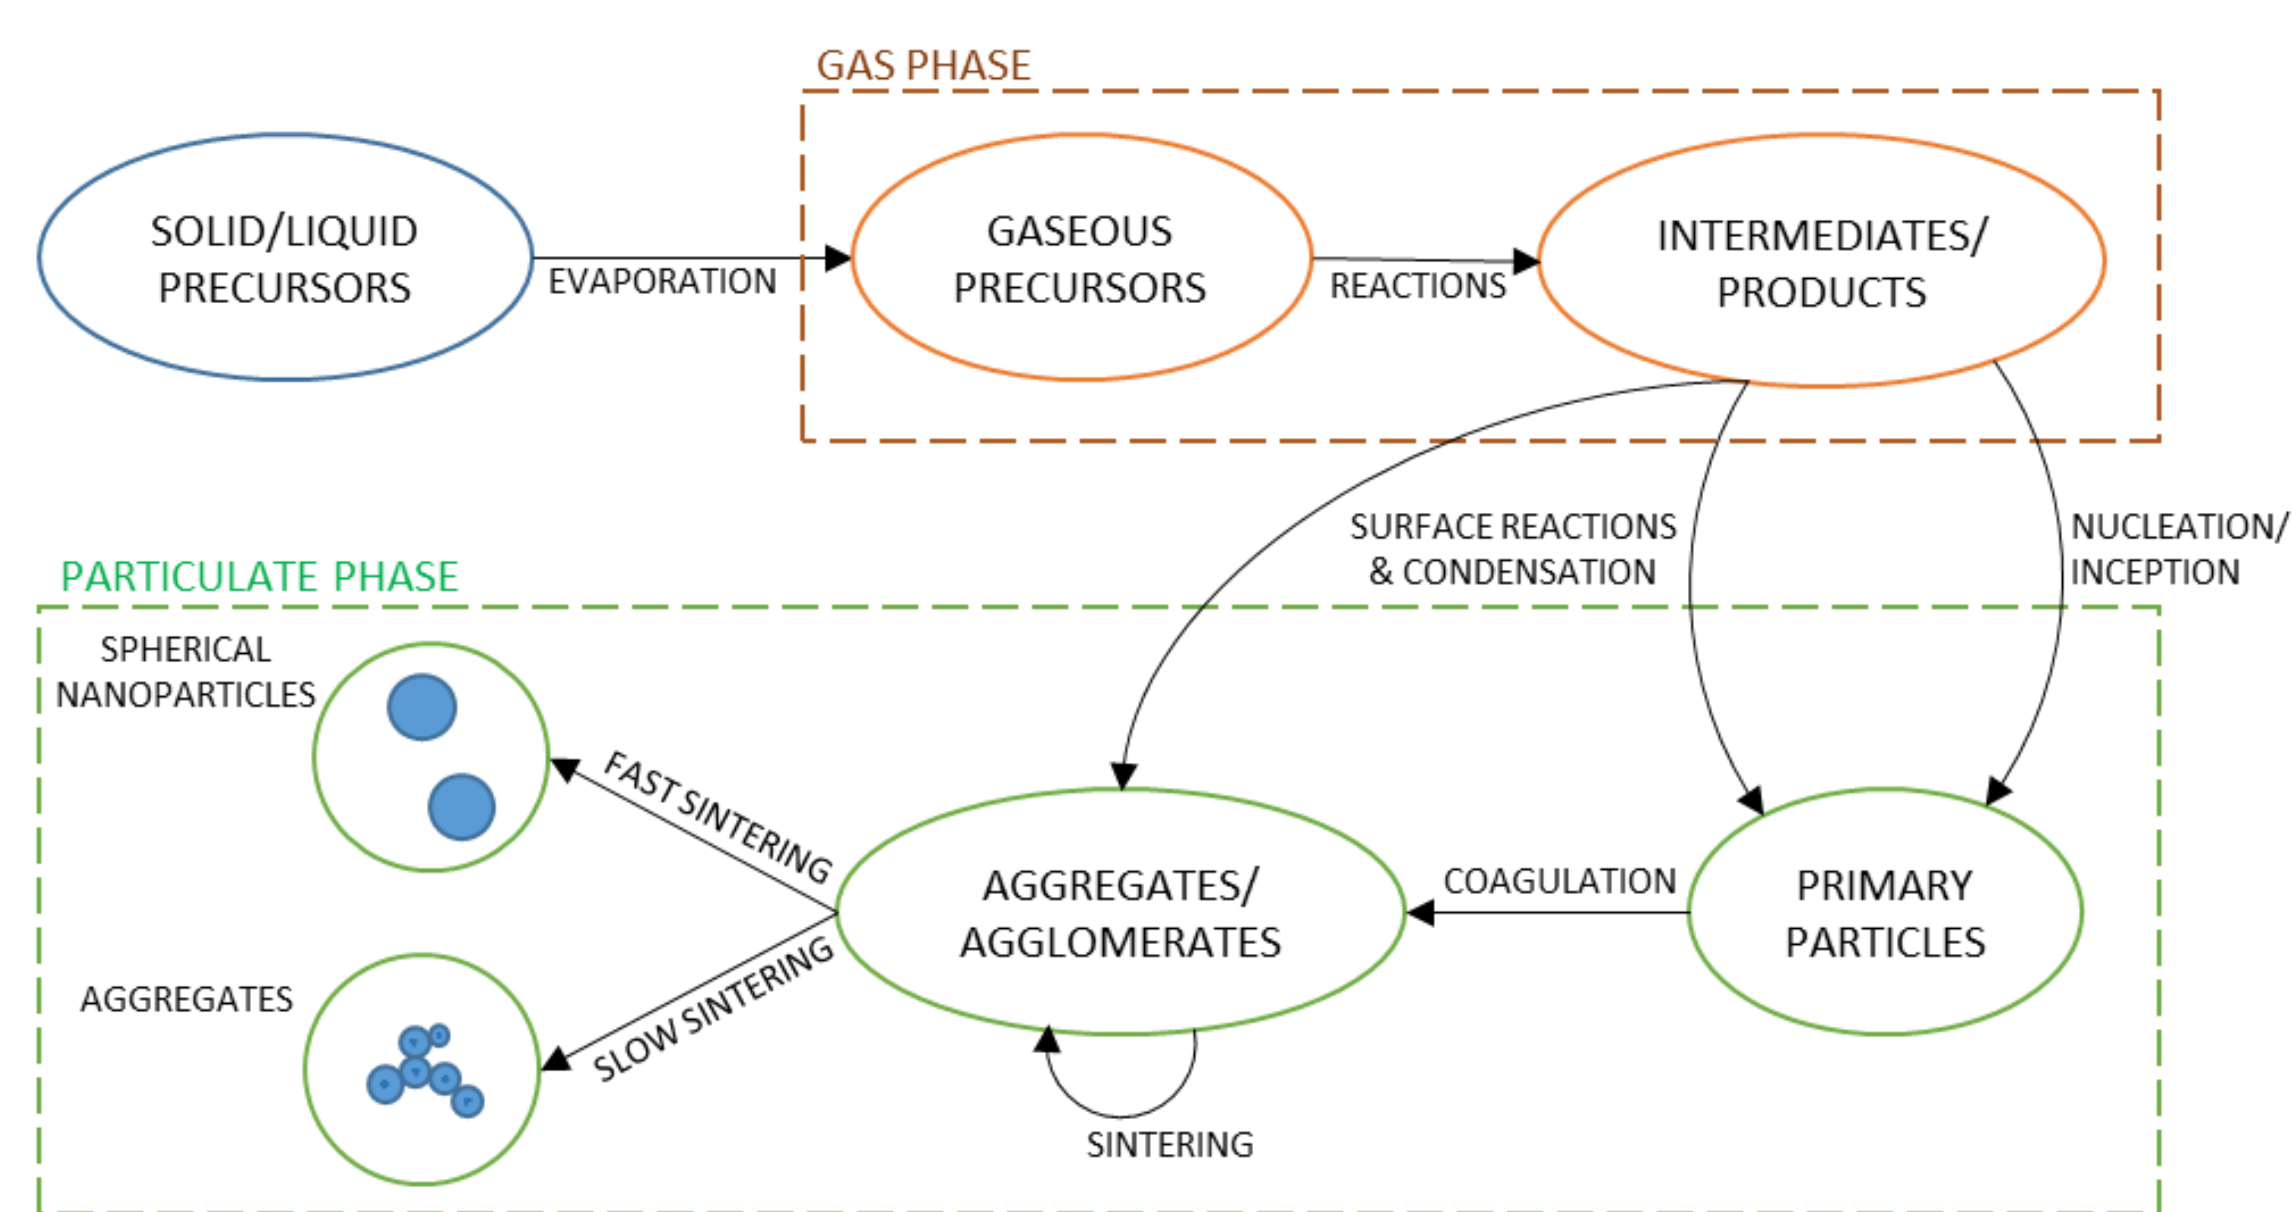 GAS PHASE
SOLID/LIQUID
PRECURSORS
EVAPORATION
GASEOUS
PRECURSORS
REACTIONS
INTERMEDIATES/
PRODUCTS
SURFACE REACTIONS
& CONDENSATION
NUCLEATION/
INCEPTION
PARTICULATE PHASE
SPHERICAL
NANOPARTICLES
FAST SINTERING
AGGREGATES/
AGGLOMERATES
COAGULATION
PRIMARY
PARTICLES
AGGREGATES
SLOW SINTERING
SINTERING